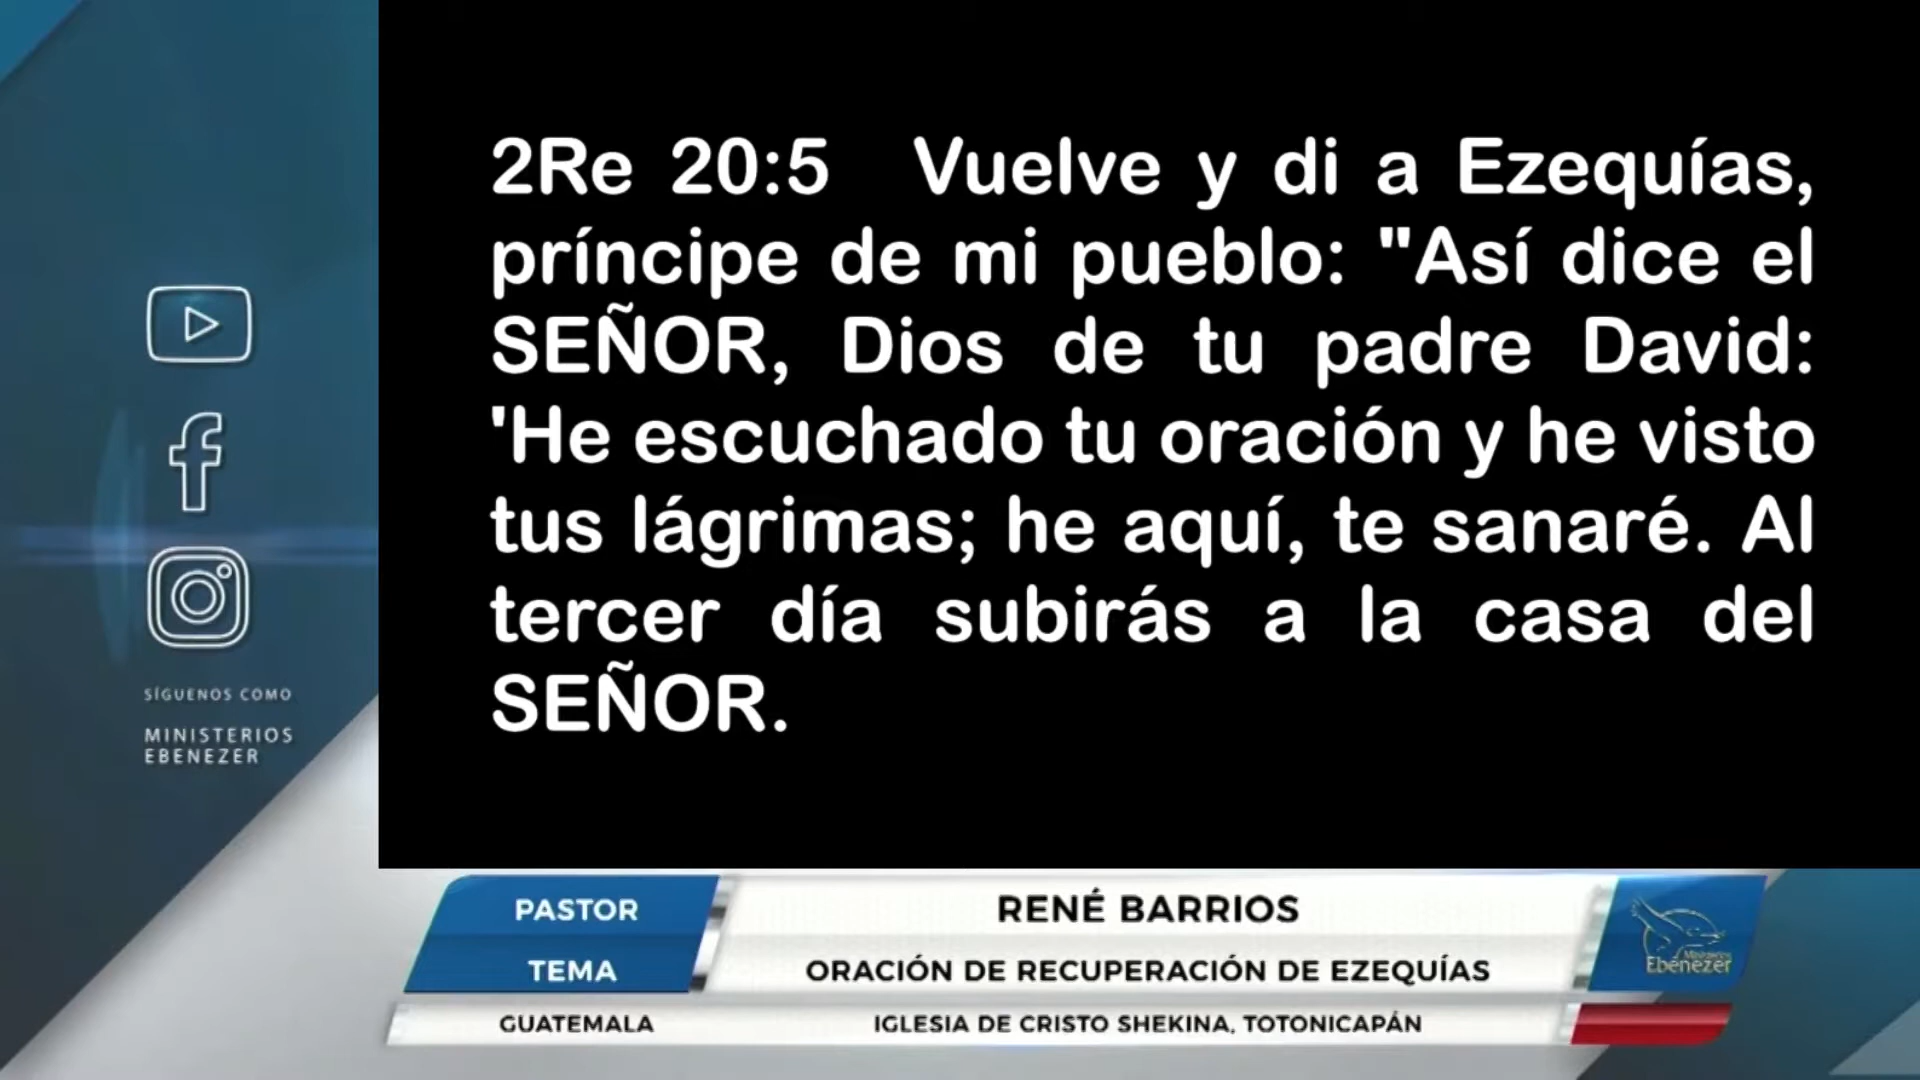 2Re 20:5 Vuelve y di a Ezequías,
príncipe de mi pueblo: "Así dice el
SEÑOR, Dios de tu padre David:
'He escuchado tu oración y he visto
tus lágrimas; he aquí, te sanaré. Al
tercer día subirás a la casa del
SEÑOR.
SÍGUENOS COMO
MINISTERIOS
EBENEZER
PASTOR
RENÉ BARRIOS
TEMA
ORACIÓN DE RECUPERACIÓN DE EZEQUÍAS
GUATEMALA
IGLESIA DE CRISTO SHEKINA, TOTONICAPÁN
Ministerios
Ebenezer